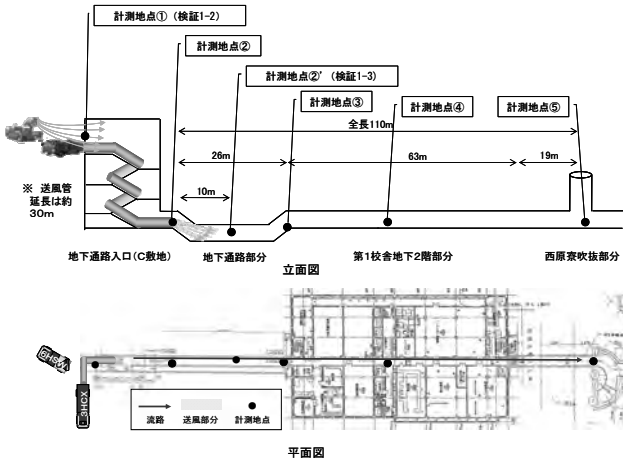 計測地点①(検証1-2)
計測地点②
計測地点②'(検証1-3)
計測地点③
計測地点④
計測地点⑤
全長110m
26m
63m
19m
10m
※ 送風管
延長は約
30m
地下通路入口(C敷地)
地下通路部分
第1校舎地下2階部分
西原寮吹抜部分
立面図
3HCX
流路
送風部分
計測地点
平面図